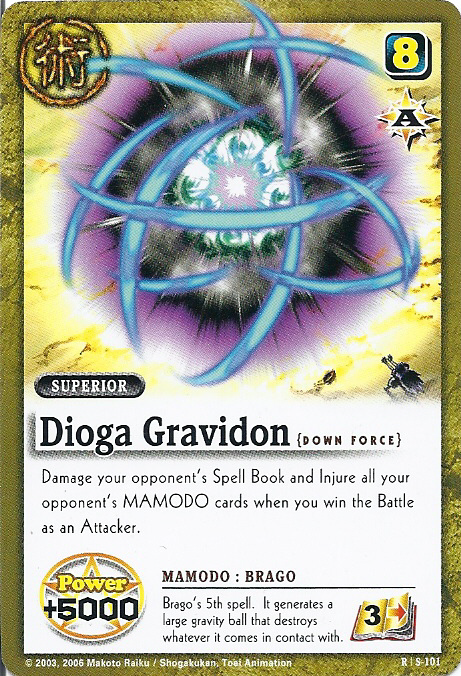 術
8
A
SUPERIOR
Dioga Gravidon {DOWN FORCE}
Damage your opponent's Spell Book and Injure all your
opponent's MAMODO cards when you win the Battle
as an Attacker.
Power
+5000
MAMODO : BRAGO
Brago's 5th spell. It generates a
large gravity ball that destroys
whatever it comes in contact with.
3
© 2003, 2006 Makoto Raiku / Shogakukan, Toei Animation
R | S-101